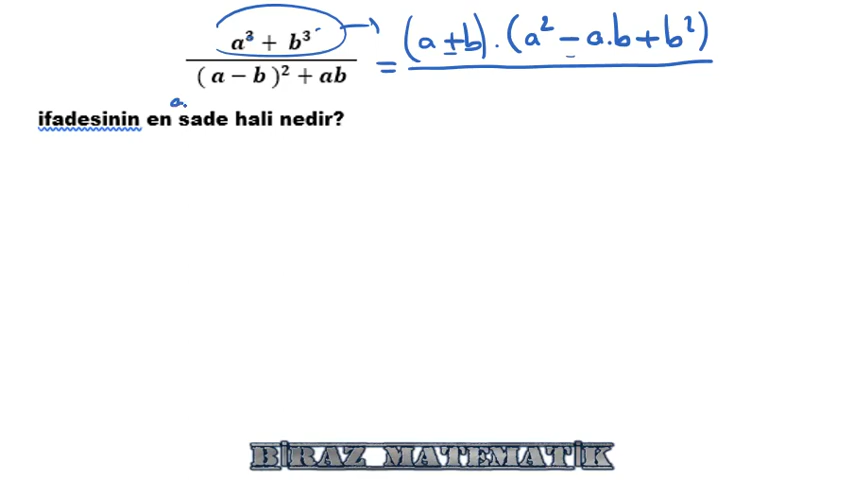 a³ + b³
( a − b )² + ab
= (a + b) . (a² − a.b + b²)
a.
ifadesinin en sade hali nedir?
BİRAZ MATEMATİK